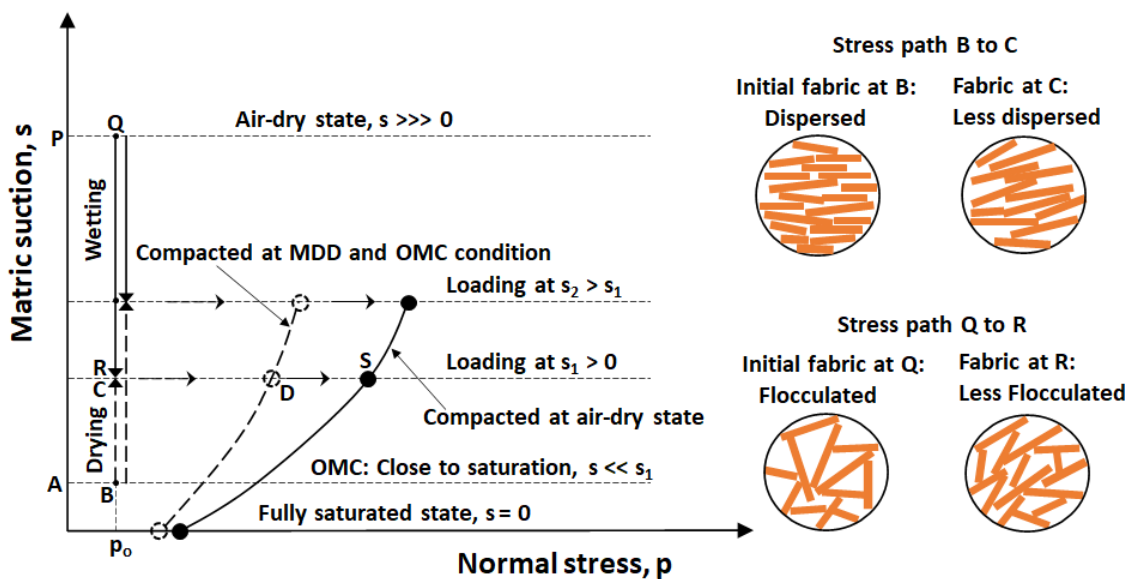 Matric suction, s
P
Q
Air-dry state, s >>> 0
Wetting
Compacted at MDD and OMC condition
Loading at s₂ > s₁
R
C
Loading at s₁ > 0
S
D
Drying
Compacted at air-dry state
OMC: Close to saturation, s << s₁
A
B
Fully saturated state, s = 0
pₒ
Normal stress, p
Stress path B to C
Initial fabric at B:
Dispersed
Fabric at C:
Less dispersed
Stress path Q to R
Initial fabric at Q:
Flocculated
Fabric at R:
Less Flocculated